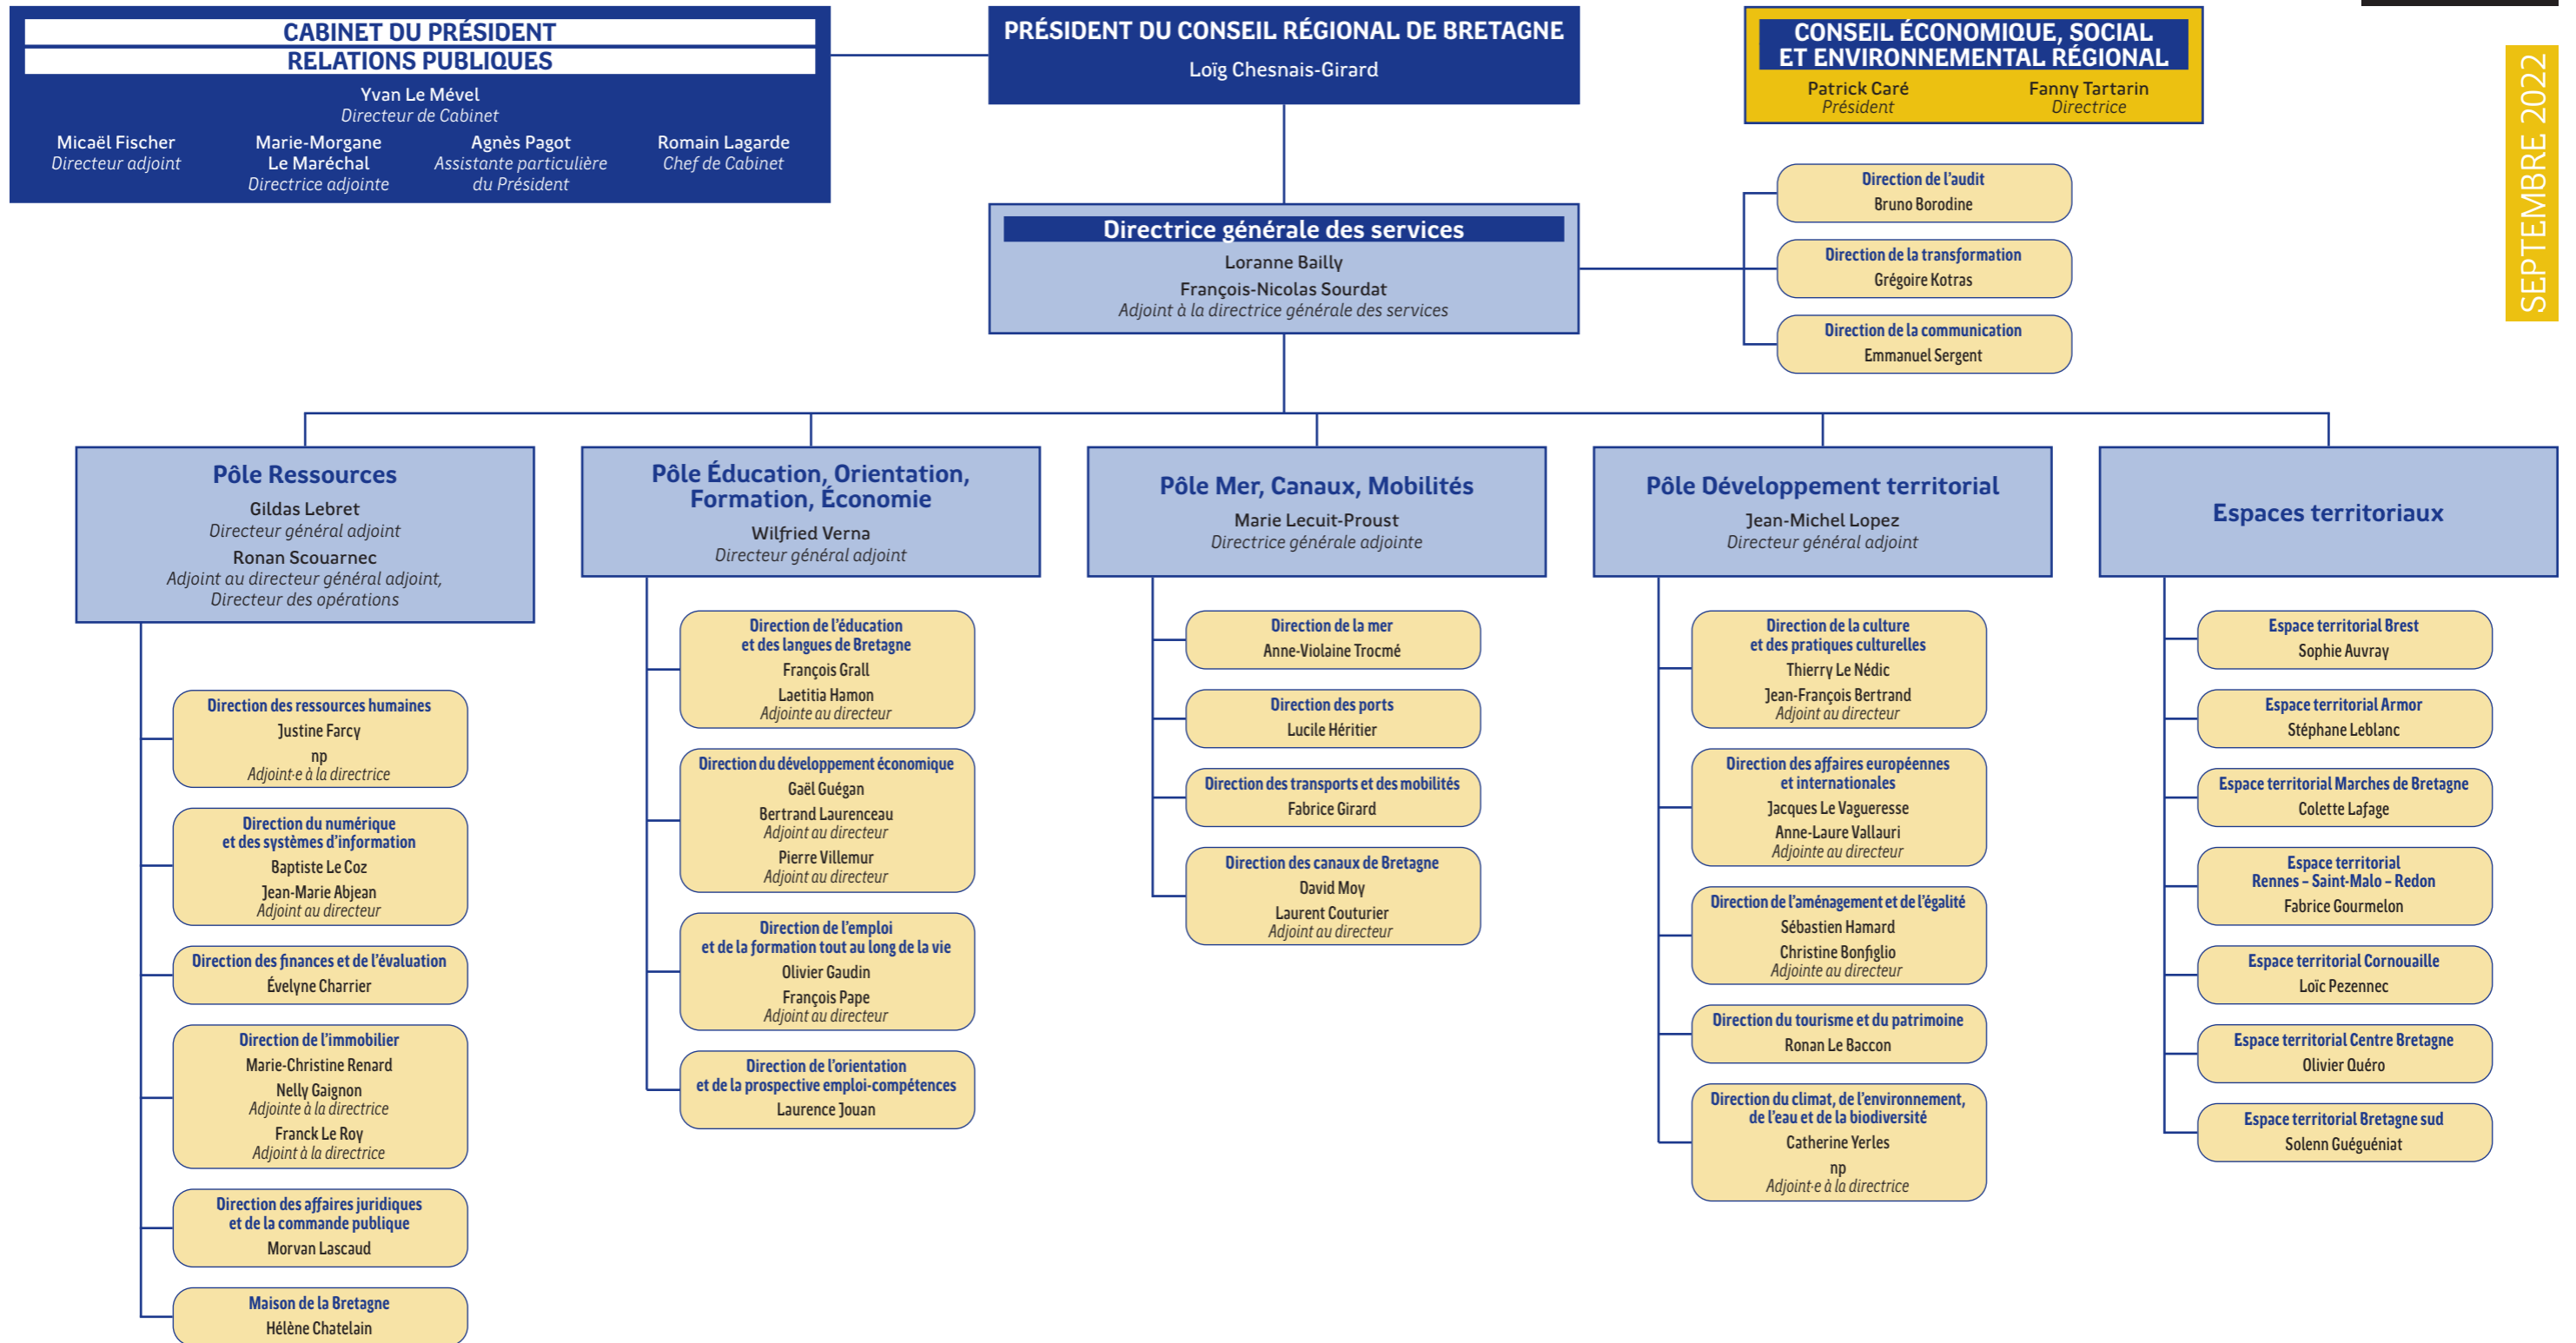 CABINET DU PRÉSIDENT
RELATIONS PUBLIQUES
Yvan Le Mével
Directeur de Cabinet
Micaël Fischer
Directeur adjoint
Marie-Morgane
Le Maréchal
Directrice adjointe
Agnès Pagot
Assistante particulière
du Président
Romain Lagarde
Chef de Cabinet
PRÉSIDENT DU CONSEIL RÉGIONAL DE BRETAGNE
Loïg Chesnais-Girard
CONSEIL ÉCONOMIQUE, SOCIAL
ET ENVIRONNEMENTAL RÉGIONAL
Patrick Caré
Président
Fanny Tartarin
Directrice
SEPTEMBRE 2022
Directrice générale des services
Loranne Bailly
François-Nicolas Sourdat
Adjoint à la directrice générale des services
Direction de l'audit
Bruno Borodine
Direction de la transformation
Grégoire Kotras
Direction de la communication
Emmanuel Sergent
Pôle Ressources
Gildas Lebret
Directeur général adjoint
Ronan Scouarnec
Adjoint au directeur général adjoint,
Directeur des opérations
Direction des ressources humaines
Justine Farcy
np
Adjoint·e à la directrice
Direction du numérique
et des systèmes d'information
Baptiste Le Coz
Jean-Marie Abjean
Adjoint au directeur
Direction des finances et de l'évaluation
Évelyne Charrier
Direction de l'immobilier
Marie-Christine Renard
Nelly Gaignon
Adjointe à la directrice
Franck Le Roy
Adjoint à la directrice
Direction des affaires juridiques
et de la commande publique
Morvan Lascaud
Maison de la Bretagne
Hélène Chatelain
Pôle Éducation, Orientation,
Formation, Économie
Wilfried Verna
Directeur général adjoint
Direction de l'éducation
et des langues de Bretagne
François Grall
Laetitia Hamon
Adjointe au directeur
Direction du développement économique
Gaël Guégan
Bertrand Laurenceau
Adjoint au directeur
Pierre Villemur
Adjoint au directeur
Direction de l'emploi
et de la formation tout au long de la vie
Olivier Gaudin
François Pape
Adjoint au directeur
Direction de l'orientation
et de la prospective emploi-compétences
Laurence Jouan
Pôle Mer, Canaux, Mobilités
Marie Lecuit-Proust
Directrice générale adjointe
Direction de la mer
Anne-Violaine Trocmé
Direction des ports
Lucile Héritier
Direction des transports et des mobilités
Fabrice Girard
Direction des canaux de Bretagne
David Moy
Laurent Couturier
Adjoint au directeur
Pôle Développement territorial
Jean-Michel Lopez
Directeur général adjoint
Direction de la culture
et des pratiques culturelles
Thierry Le Nédic
Jean-François Bertrand
Adjoint au directeur
Direction des affaires européennes
et internationales
Jacques Le Vagueresse
Anne-Laure Vallauri
Adjointe au directeur
Direction de l'aménagement et de l'égalité
Sébastien Hamard
Christine Bonfiglio
Adjointe au directeur
Direction du tourisme et du patrimoine
Ronan Le Baccon
Direction du climat, de l'environnement,
de l'eau et de la biodiversité
Catherine Yerles
np
Adjoint·e à la directrice
Espaces territoriaux
Espace territorial Brest
Sophie Auvray
Espace territorial Armor
Stéphane Leblanc
Espace territorial Marches de Bretagne
Colette Lafage
Espace territorial
Rennes – Saint-Malo – Redon
Fabrice Gourmelon
Espace territorial Cornouaille
Loïc Pezennec
Espace territorial Centre Bretagne
Olivier Quéro
Espace territorial Bretagne sud
Solenn Guéguéniat